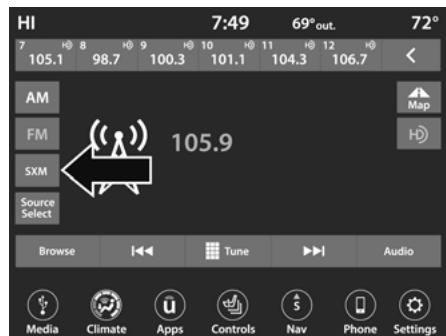 HI 7:49 69° out. 72°
7 105.1 8 98.7 9 100.3 10 101.1 11 104.3 12 106.7
AM
Map
FM
105.9
HD
SXM
Source
Select
Browse Tune Audio
Media Climate Apps Controls Nav Phone Settings